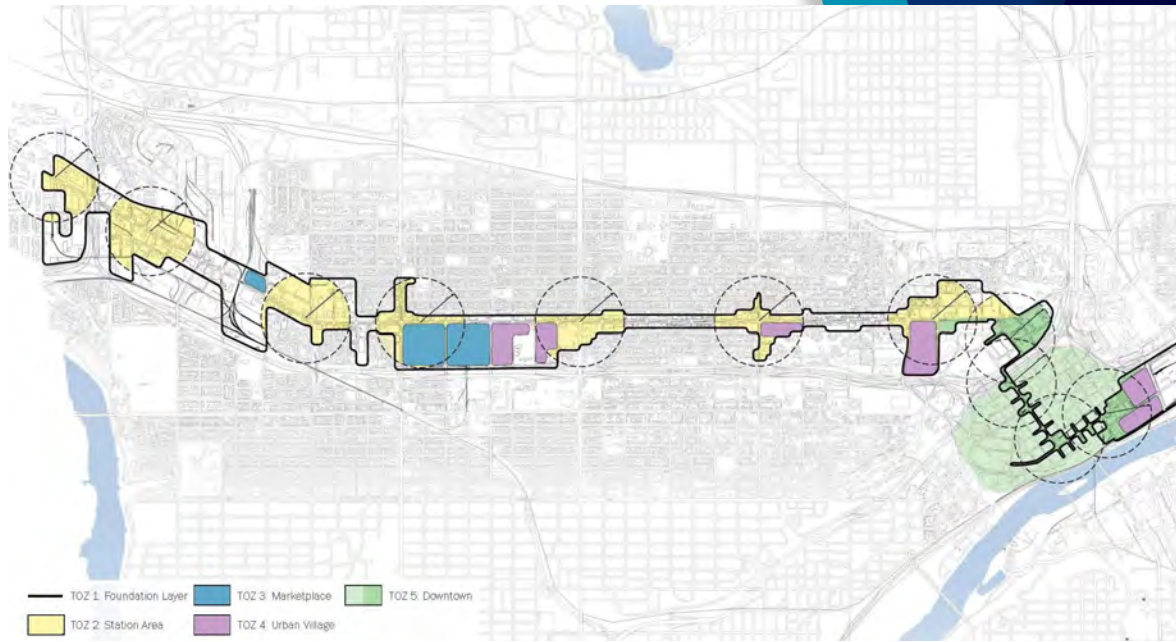 TOZ 1: Foundation Layer
TOZ 3: Marketplace
TOZ 5: Downtown
TOZ 2: Station Area
TOZ 4: Urban Village